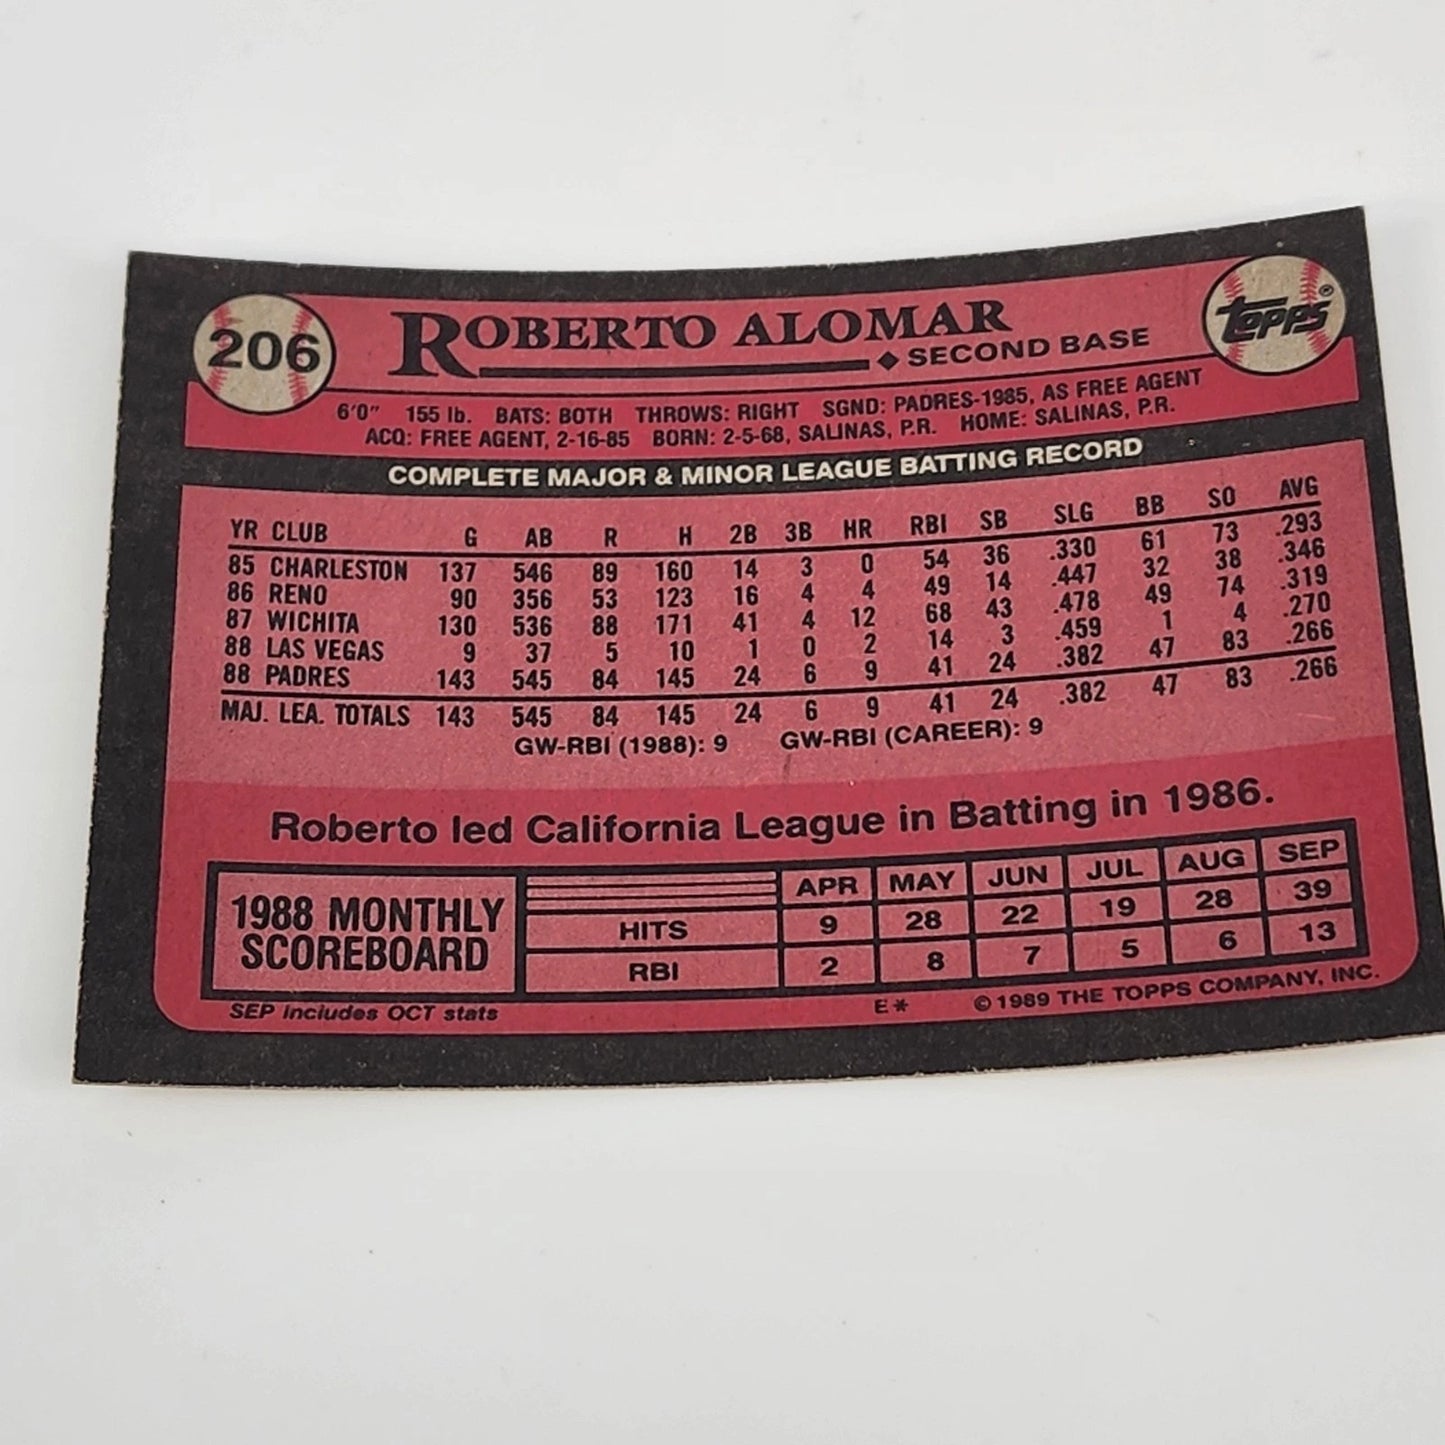 206
ROBERTO ALOMAR
◆ SECOND BASE
topps®
6'0" 155 lb. BATS: BOTH THROWS: RIGHT SGND: PADRES-1985, AS FREE AGENT
ACQ: FREE AGENT, 2-16-85 BORN: 2-5-68, SALINAS, P.R. HOME: SALINAS, P.R.
COMPLETE MAJOR & MINOR LEAGUE BATTING RECORD
YR CLUB G AB R H 2B 3B HR RBI SB SLG BB SO AVG
85 CHARLESTON 137 546 89 160 14 3 0 54 36 .330 61 73 .293
86 RENO 90 356 53 123 16 4 4 49 14 .447 32 38 .346
87 WICHITA 130 536 88 171 41 4 12 68 43 .478 49 74 .319
88 LAS VEGAS 9 37 5 10 1 0 2 14 3 .459 1 4 .270
88 PADRES 143 545 84 145 24 6 9 41 24 .382 47 83 .266
MAJ. LEA. TOTALS 143 545 84 145 24 6 9 41 24 .382 47 83 .266
GW-RBI (1988): 9 GW-RBI (CAREER): 9
Roberto led California League in Batting in 1986.
1988 MONTHLY
SCOREBOARD
APR MAY JUN JUL AUG SEP
HITS 9 28 22 19 28 39
RBI 2 8 7 5 6 13
SEP includes OCT stats E* ©1989 THE TOPPS COMPANY, INC.